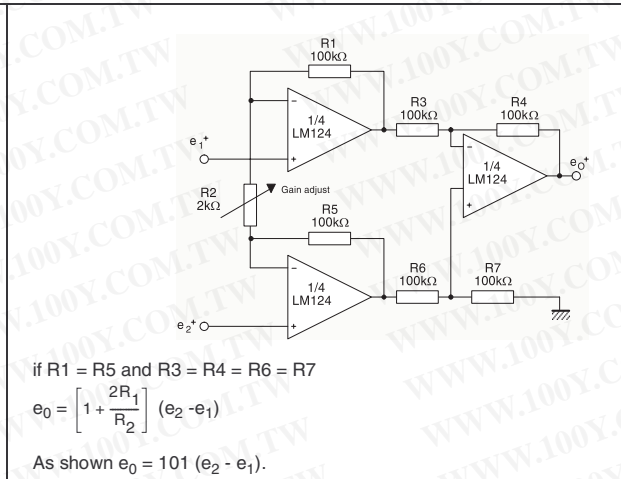 R1
100kΩ
R3
100kΩ
R4
100kΩ
1/4
LM124
e1+
1/4
LM124
eO+
R2
2kΩ
Gain adjust
R5
100kΩ
R6
100kΩ
R7
100kΩ
1/4
LM124
e2+
if R1 = R5 and R3 = R4 = R6 = R7
e0 = [1 + 2R1/R2] (e2 -e1)
As shown e0 = 101 (e2 - e1).
WWW.100Y.COM.TW